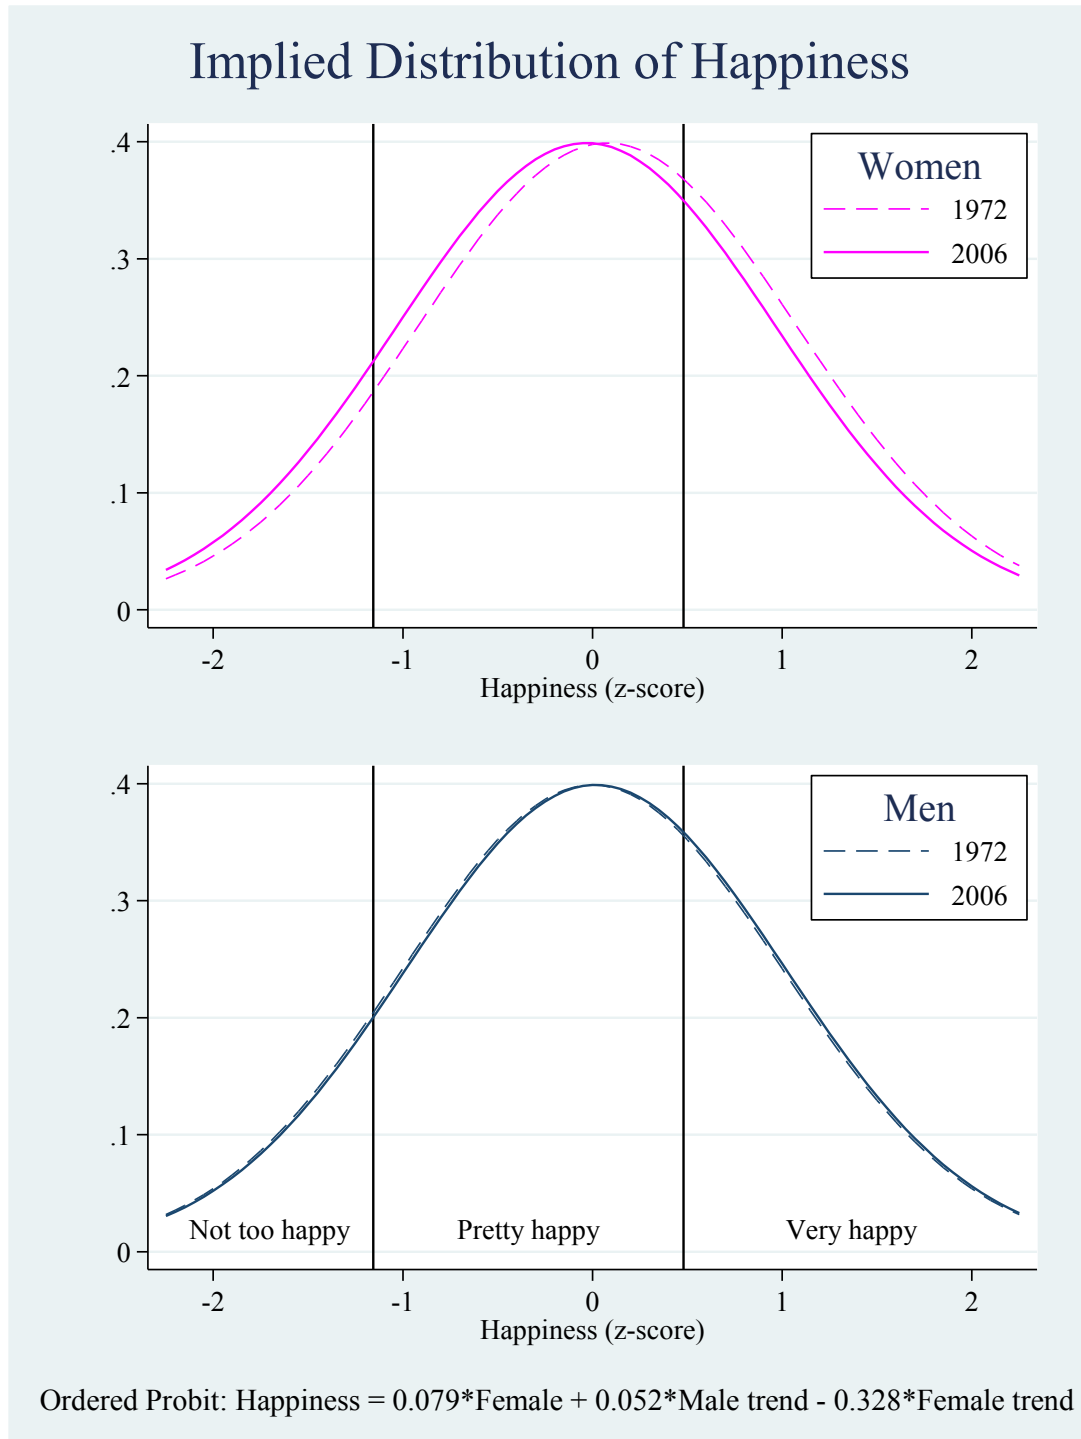 Implied Distribution of Happiness
Women
1972
2006
.4
.3
.2
.1
0
-2 -1 0 1 2
Happiness (z-score)
Men
1972
2006
.4
.3
.2
.1
0
Not too happy Pretty happy Very happy
-2 -1 0 1 2
Happiness (z-score)
Ordered Probit: Happiness = 0.079*Female + 0.052*Male trend - 0.328*Female trend